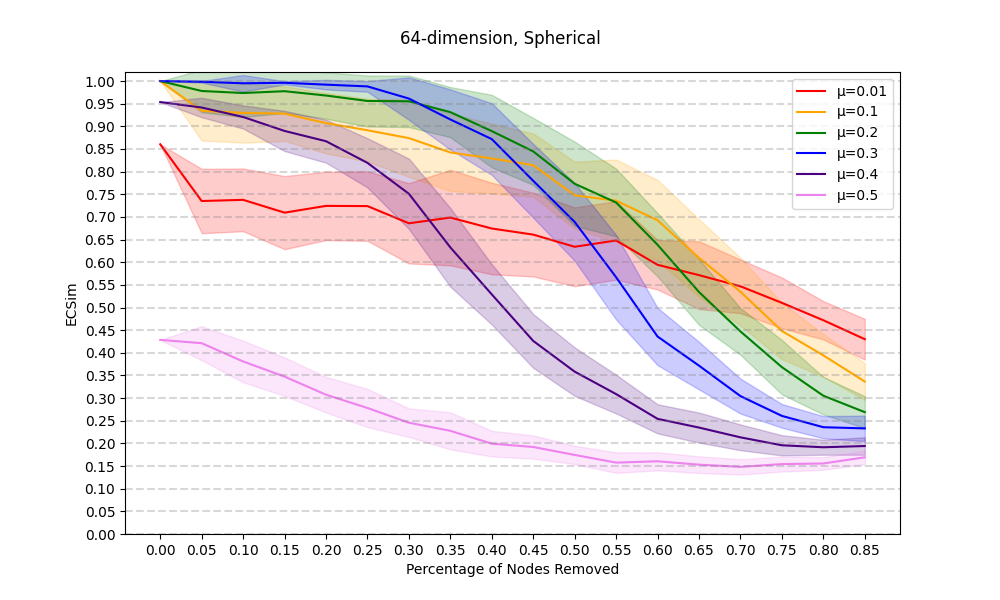 64-dimension, Spherical
1.00
0.95
0.90
0.85
0.80
0.75
0.70
0.65
0.60
0.55
0.50
0.45
0.40
0.35
0.30
0.25
0.20
0.15
0.10
0.05
0.00
ECSim
μ=0.01
μ=0.1
μ=0.2
μ=0.3
μ=0.4
μ=0.5
0.00 0.05 0.10 0.15 0.20 0.25 0.30 0.35 0.40 0.45 0.50 0.55 0.60 0.65 0.70 0.75 0.80 0.85
Percentage of Nodes Removed